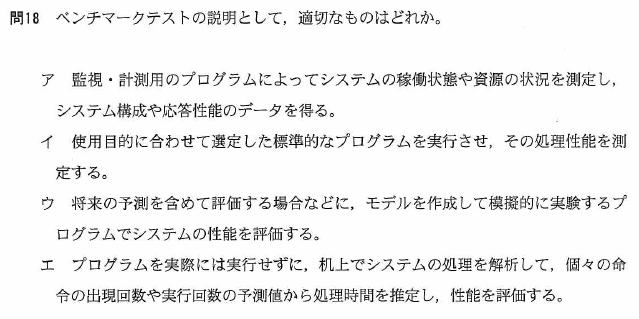 問18　ベンチマークテストの説明として，適切なものはどれか。
ア　監視・計測用のプログラムによってシステムの稼働状態や資源の状況を測定し，
システム構成や応答性能のデータを得る。
イ　使用目的に合わせて選定した標準的なプログラムを実行させ，その処理性能を測
定する。
ウ　将来の予測を含めて評価する場合などに，モデルを作成して模擬的に実験するプ
ログラムでシステムの性能を評価する。
エ　プログラムを実際には実行せずに，机上でシステムの処理を解析して，個々の命
令の出現回数や実行回数の予測値から処理時間を推定し，性能を評価する。